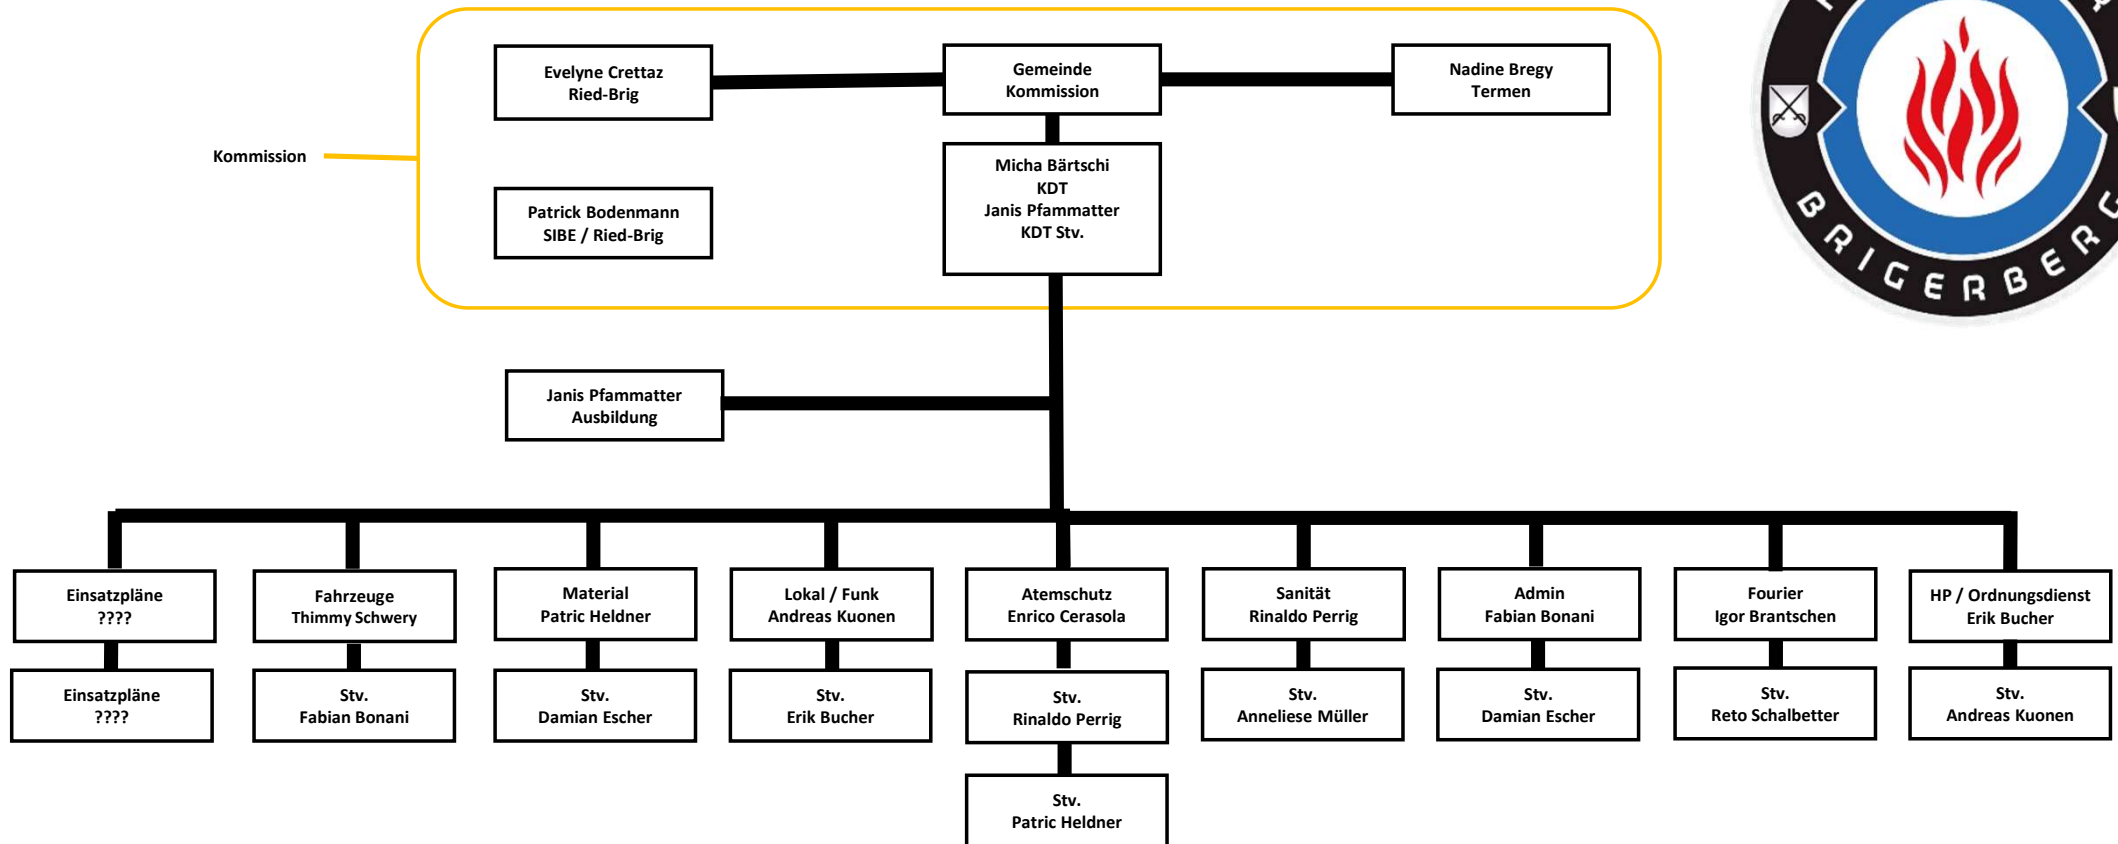 Evelyne Crettaz
Ried-Brig
Gemeinde
Kommission
Nadine Bregy
Termen
Kommission
Patrick Bodenmann
SIBE / Ried-Brig
Micha Bärtschi
KDT
Janis Pfammatter
KDT Stv.
BRIGERBERG
Janis Pfammatter
Ausbildung
Einsatzpläne
????
Fahrzeuge
Thimmy Schwery
Material
Patric Heldner
Lokal / Funk
Andreas Kuonen
Atemschutz
Enrico Cerasola
Sanität
Rinaldo Perrig
Admin
Fabian Bonani
Fourier
Igor Brantschen
HP / Ordnungsdienst
Erik Bucher
Einsatzpläne
????
Stv.
Fabian Bonani
Stv.
Damian Escher
Stv.
Erik Bucher
Stv.
Rinaldo Perrig
Stv.
Anneliese Müller
Stv.
Damian Escher
Stv.
Reto Schalbetter
Stv.
Andreas Kuonen
Stv.
Patric Heldner